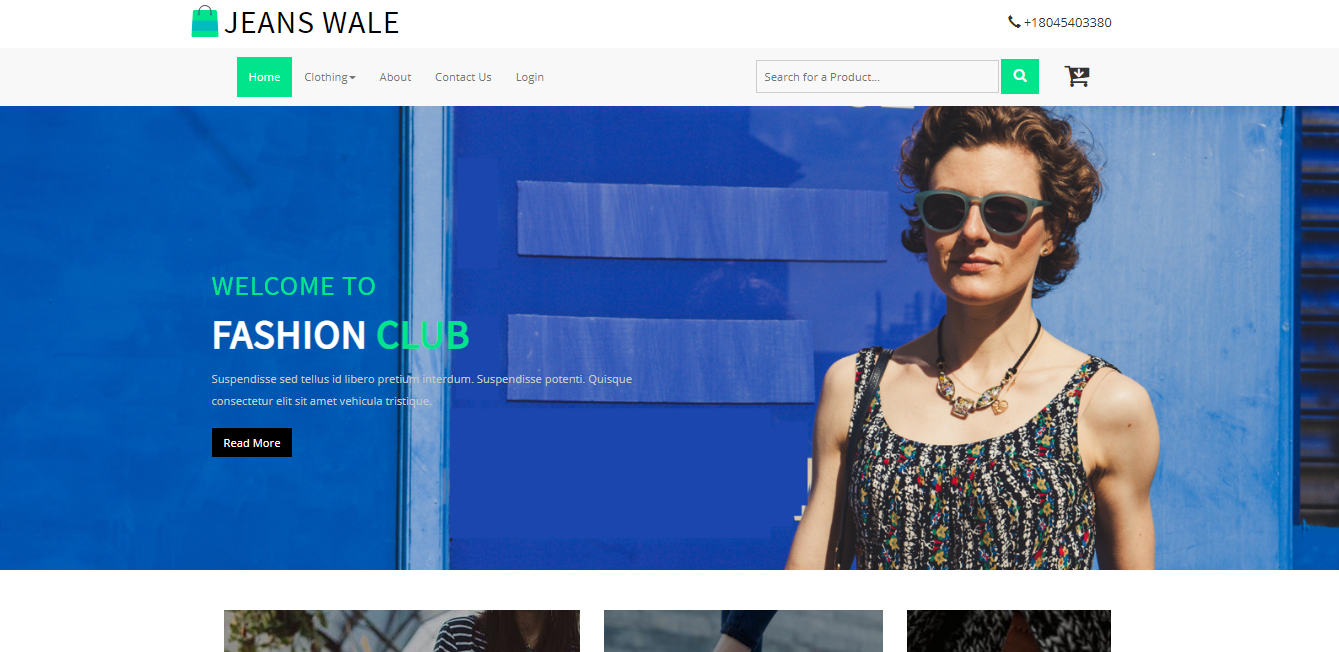 JEANS WALE
+18045403380
Home Clothing About Contact Us Login
Search for a Product...
WELCOME TO
FASHION CLUB
Suspendisse sed tellus id libero pretium interdum. Suspendisse potenti. Quisque
consectetur elit sit amet vehicula tristique.
Read More